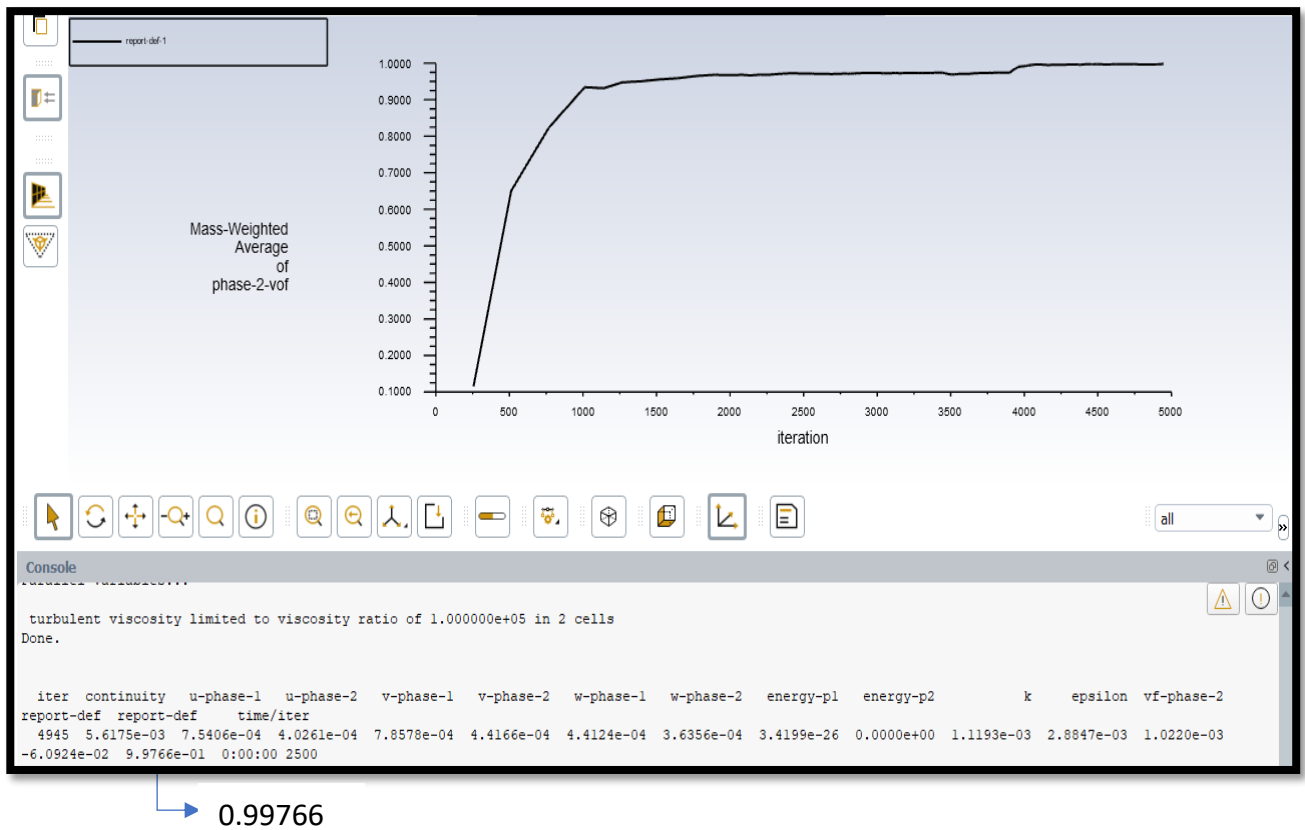 report-def-1
1.0000
0.9000
0.8000
0.7000
0.6000
0.5000
0.4000
0.3000
0.2000
0.1000
Mass-Weighted
Average
of
phase-2-vof
0 500 1000 1500 2000 2500 3000 3500 4000 4500 5000
iteration
all
»
Console
turbulent viscosity limited to viscosity ratio of 1.000000e+05 in 2 cells
Done.
iter continuity u-phase-1 u-phase-2 v-phase-1 v-phase-2 w-phase-1 w-phase-2 energy-p1 energy-p2 k epsilon vf-phase-2
report-def report-def time/iter
4945 5.6175e-03 7.5406e-04 4.0261e-04 7.8578e-04 4.4166e-04 4.4124e-04 3.6356e-04 3.4199e-26 0.0000e+00 1.1193e-03 2.8847e-03 1.0220e-03
-6.0924e-02 9.9766e-01 0:00:00 2500
0.99766